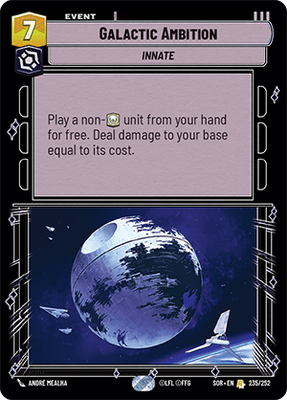 EVENT
7
GALACTIC AMBITION
INNATE
Play a non- unit from your hand
for free. Deal damage to your base
equal to its cost.
ANDRÉ MEALHA
©LFL ©FFG
SOR • EN R 235/252